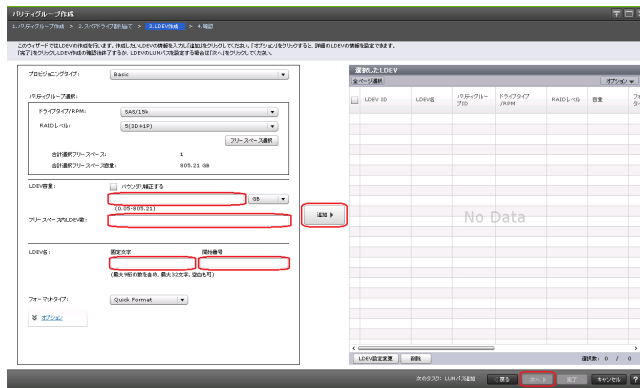 パリティグループ作成
1.パリティグループ作成 > 2.スペアドライブ割り当て > 3.LDEV作成 > 4.確認
このウィザードではLDEVの作成を行います。作成したいLDEVの情報を入力し「追加」をクリックしてください。「オプション」をクリックすると、詳細のLDEVの情報を設定できます。
「完了」をクリックしLDEV作成の確認後終了するか、LDEVのLUNパスを設定する場合は「次へ」をクリックしてください。
プロビジョニングタイプ: Basic
パリティグループ選択:
ドライブタイプ/RPM: SAS/15k
RAIDレベル: 5(3D+1P)
フリースペース選択
合計選択フリースペース: 1
合計選択フリースペース容量: 805.21 GB
LDEV容量: バウンダリ補正する
GB
(0.05-805.21)
フリースペース内LDEV数:
LDEV名: 固定文字 開始番号
(最大9桁の数を含め、最大32文字。空白も可)
フォーマットタイプ: Quick Format
オプション
追加
選択したLDEV
全ページ選択 オプション
LDEV ID LDEV名 パリティグループID ドライブタイプ/RPM RAIDレベル 容量
No Data
LDEV設定変更 削除 選択数: 0 / 0
次のタスク: LUNパス追加 戻る 次へ 完了 キャンセル ?